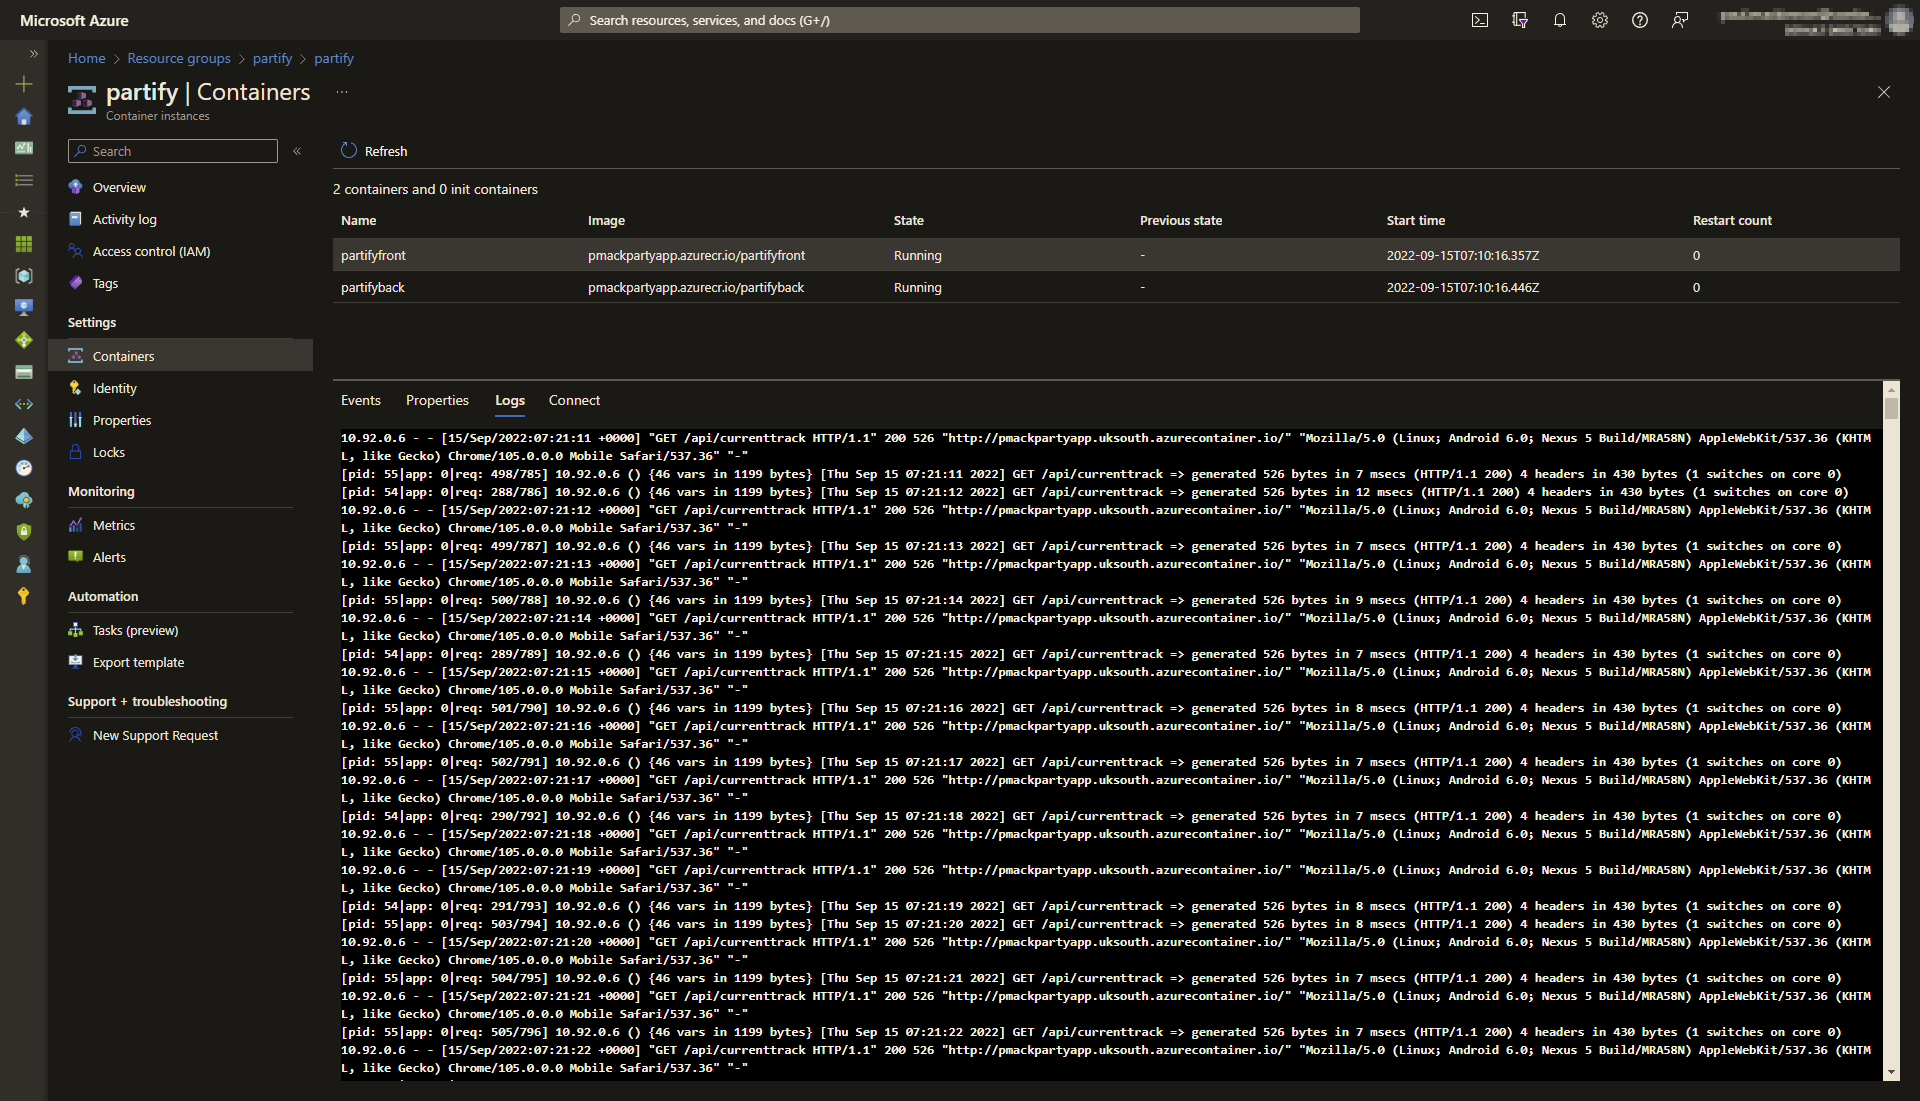 Microsoft Azure
Search resources, services, and docs (G+/)
Home > Resource groups > partify > partify
partify | Containers ...
Container instances
Search
«
Refresh
Overview
Activity log
Access control (IAM)
Tags
Settings
Containers
Identity
Properties
Locks
Monitoring
Metrics
Alerts
Automation
Tasks (preview)
Export template
Support + troubleshooting
New Support Request
2 containers and 0 init containers
Name Image State Previous state Start time Restart count
partifyfront pmackpartyapp.azurecr.io/partifyfront Running - 2022-09-15T07:10:16.357Z 0
partifyback pmackpartyapp.azurecr.io/partifyback Running - 2022-09-15T07:10:16.446Z 0
Events Properties Logs Connect
10.92.0.6 - - [15/Sep/2022:07:21:11 +0000] "GET /api/currenttrack HTTP/1.1" 200 526 "http://pmackpartyapp.uksouth.azurecontainer.io/" "Mozilla/5.0 (Linux; Android 6.0; Nexus 5 Build/MRA58N) AppleWebKit/537.36 (KHTM
L, like Gecko) Chrome/105.0.0.0 Mobile Safari/537.36" "-"
[pid: 55|app: 0|req: 498/785] 10.92.0.6 () {46 vars in 1199 bytes} [Thu Sep 15 07:21:11 2022] GET /api/currenttrack => generated 526 bytes in 7 msecs (HTTP/1.1 200) 4 headers in 430 bytes (1 switches on core 0)
[pid: 54|app: 0|req: 288/786] 10.92.0.6 () {46 vars in 1199 bytes} [Thu Sep 15 07:21:12 2022] GET /api/currenttrack => generated 526 bytes in 12 msecs (HTTP/1.1 200) 4 headers in 430 bytes (1 switches on core 0)
10.92.0.6 - - [15/Sep/2022:07:21:12 +0000] "GET /api/currenttrack HTTP/1.1" 200 526 "http://pmackpartyapp.uksouth.azurecontainer.io/" "Mozilla/5.0 (Linux; Android 6.0; Nexus 5 Build/MRA58N) AppleWebKit/537.36 (KHTM
L, like Gecko) Chrome/105.0.0.0 Mobile Safari/537.36" "-"
[pid: 55|app: 0|req: 499/787] 10.92.0.6 () {46 vars in 1199 bytes} [Thu Sep 15 07:21:13 2022] GET /api/currenttrack => generated 526 bytes in 7 msecs (HTTP/1.1 200) 4 headers in 430 bytes (1 switches on core 0)
10.92.0.6 - - [15/Sep/2022:07:21:13 +0000] "GET /api/currenttrack HTTP/1.1" 200 526 "http://pmackpartyapp.uksouth.azurecontainer.io/" "Mozilla/5.0 (Linux; Android 6.0; Nexus 5 Build/MRA58N) AppleWebKit/537.36 (KHTM
L, like Gecko) Chrome/105.0.0.0 Mobile Safari/537.36" "-"
[pid: 55|app: 0|req: 500/788] 10.92.0.6 () {46 vars in 1199 bytes} [Thu Sep 15 07:21:14 2022] GET /api/currenttrack => generated 526 bytes in 9 msecs (HTTP/1.1 200) 4 headers in 430 bytes (1 switches on core 0)
10.92.0.6 - - [15/Sep/2022:07:21:14 +0000] "GET /api/currenttrack HTTP/1.1" 200 526 "http://pmackpartyapp.uksouth.azurecontainer.io/" "Mozilla/5.0 (Linux; Android 6.0; Nexus 5 Build/MRA58N) AppleWebKit/537.36 (KHTM
L, like Gecko) Chrome/105.0.0.0 Mobile Safari/537.36" "-"
[pid: 54|app: 0|req: 289/789] 10.92.0.6 () {46 vars in 1199 bytes} [Thu Sep 15 07:21:15 2022] GET /api/currenttrack => generated 526 bytes in 7 msecs (HTTP/1.1 200) 4 headers in 430 bytes (1 switches on core 0)
10.92.0.6 - - [15/Sep/2022:07:21:15 +0000] "GET /api/currenttrack HTTP/1.1" 200 526 "http://pmackpartyapp.uksouth.azurecontainer.io/" "Mozilla/5.0 (Linux; Android 6.0; Nexus 5 Build/MRA58N) AppleWebKit/537.36 (KHTM
L, like Gecko) Chrome/105.0.0.0 Mobile Safari/537.36" "-"
[pid: 55|app: 0|req: 501/790] 10.92.0.6 () {46 vars in 1199 bytes} [Thu Sep 15 07:21:16 2022] GET /api/currenttrack => generated 526 bytes in 8 msecs (HTTP/1.1 200) 4 headers in 430 bytes (1 switches on core 0)
10.92.0.6 - - [15/Sep/2022:07:21:16 +0000] "GET /api/currenttrack HTTP/1.1" 200 526 "http://pmackpartyapp.uksouth.azurecontainer.io/" "Mozilla/5.0 (Linux; Android 6.0; Nexus 5 Build/MRA58N) AppleWebKit/537.36 (KHTM
L, like Gecko) Chrome/105.0.0.0 Mobile Safari/537.36" "-"
[pid: 55|app: 0|req: 502/791] 10.92.0.6 () {46 vars in 1199 bytes} [Thu Sep 15 07:21:17 2022] GET /api/currenttrack => generated 526 bytes in 7 msecs (HTTP/1.1 200) 4 headers in 430 bytes (1 switches on core 0)
10.92.0.6 - - [15/Sep/2022:07:21:17 +0000] "GET /api/currenttrack HTTP/1.1" 200 526 "http://pmackpartyapp.uksouth.azurecontainer.io/" "Mozilla/5.0 (Linux; Android 6.0; Nexus 5 Build/MRA58N) AppleWebKit/537.36 (KHTM
L, like Gecko) Chrome/105.0.0.0 Mobile Safari/537.36" "-"
[pid: 54|app: 0|req: 290/792] 10.92.0.6 () {46 vars in 1199 bytes} [Thu Sep 15 07:21:18 2022] GET /api/currenttrack => generated 526 bytes in 7 msecs (HTTP/1.1 200) 4 headers in 430 bytes (1 switches on core 0)
10.92.0.6 - - [15/Sep/2022:07:21:18 +0000] "GET /api/currenttrack HTTP/1.1" 200 526 "http://pmackpartyapp.uksouth.azurecontainer.io/" "Mozilla/5.0 (Linux; Android 6.0; Nexus 5 Build/MRA58N) AppleWebKit/537.36 (KHTM
L, like Gecko) Chrome/105.0.0.0 Mobile Safari/537.36" "-"
10.92.0.6 - - [15/Sep/2022:07:21:19 +0000] "GET /api/currenttrack HTTP/1.1" 200 526 "http://pmackpartyapp.uksouth.azurecontainer.io/" "Mozilla/5.0 (Linux; Android 6.0; Nexus 5 Build/MRA58N) AppleWebKit/537.36 (KHTM
L, like Gecko) Chrome/105.0.0.0 Mobile Safari/537.36" "-"
[pid: 54|app: 0|req: 291/793] 10.92.0.6 () {46 vars in 1199 bytes} [Thu Sep 15 07:21:19 2022] GET /api/currenttrack => generated 526 bytes in 8 msecs (HTTP/1.1 200) 4 headers in 430 bytes (1 switches on core 0)
[pid: 55|app: 0|req: 503/794] 10.92.0.6 () {46 vars in 1199 bytes} [Thu Sep 15 07:21:20 2022] GET /api/currenttrack => generated 526 bytes in 8 msecs (HTTP/1.1 200) 4 headers in 430 bytes (1 switches on core 0)
10.92.0.6 - - [15/Sep/2022:07:21:20 +0000] "GET /api/currenttrack HTTP/1.1" 200 526 "http://pmackpartyapp.uksouth.azurecontainer.io/" "Mozilla/5.0 (Linux; Android 6.0; Nexus 5 Build/MRA58N) AppleWebKit/537.36 (KHTM
L, like Gecko) Chrome/105.0.0.0 Mobile Safari/537.36" "-"
[pid: 55|app: 0|req: 504/795] 10.92.0.6 () {46 vars in 1199 bytes} [Thu Sep 15 07:21:21 2022] GET /api/currenttrack => generated 526 bytes in 7 msecs (HTTP/1.1 200) 4 headers in 430 bytes (1 switches on core 0)
10.92.0.6 - - [15/Sep/2022:07:21:21 +0000] "GET /api/currenttrack HTTP/1.1" 200 526 "http://pmackpartyapp.uksouth.azurecontainer.io/" "Mozilla/5.0 (Linux; Android 6.0; Nexus 5 Build/MRA58N) AppleWebKit/537.36 (KHTM
L, like Gecko) Chrome/105.0.0.0 Mobile Safari/537.36" "-"
[pid: 55|app: 0|req: 505/796] 10.92.0.6 () {46 vars in 1199 bytes} [Thu Sep 15 07:21:22 2022] GET /api/currenttrack => generated 526 bytes in 7 msecs (HTTP/1.1 200) 4 headers in 430 bytes (1 switches on core 0)
10.92.0.6 - - [15/Sep/2022:07:21:22 +0000] "GET /api/currenttrack HTTP/1.1" 200 526 "http://pmackpartyapp.uksouth.azurecontainer.io/" "Mozilla/5.0 (Linux; Android 6.0; Nexus 5 Build/MRA58N) AppleWebKit/537.36 (KHTM
L, like Gecko) Chrome/105.0.0.0 Mobile Safari/537.36" "-"